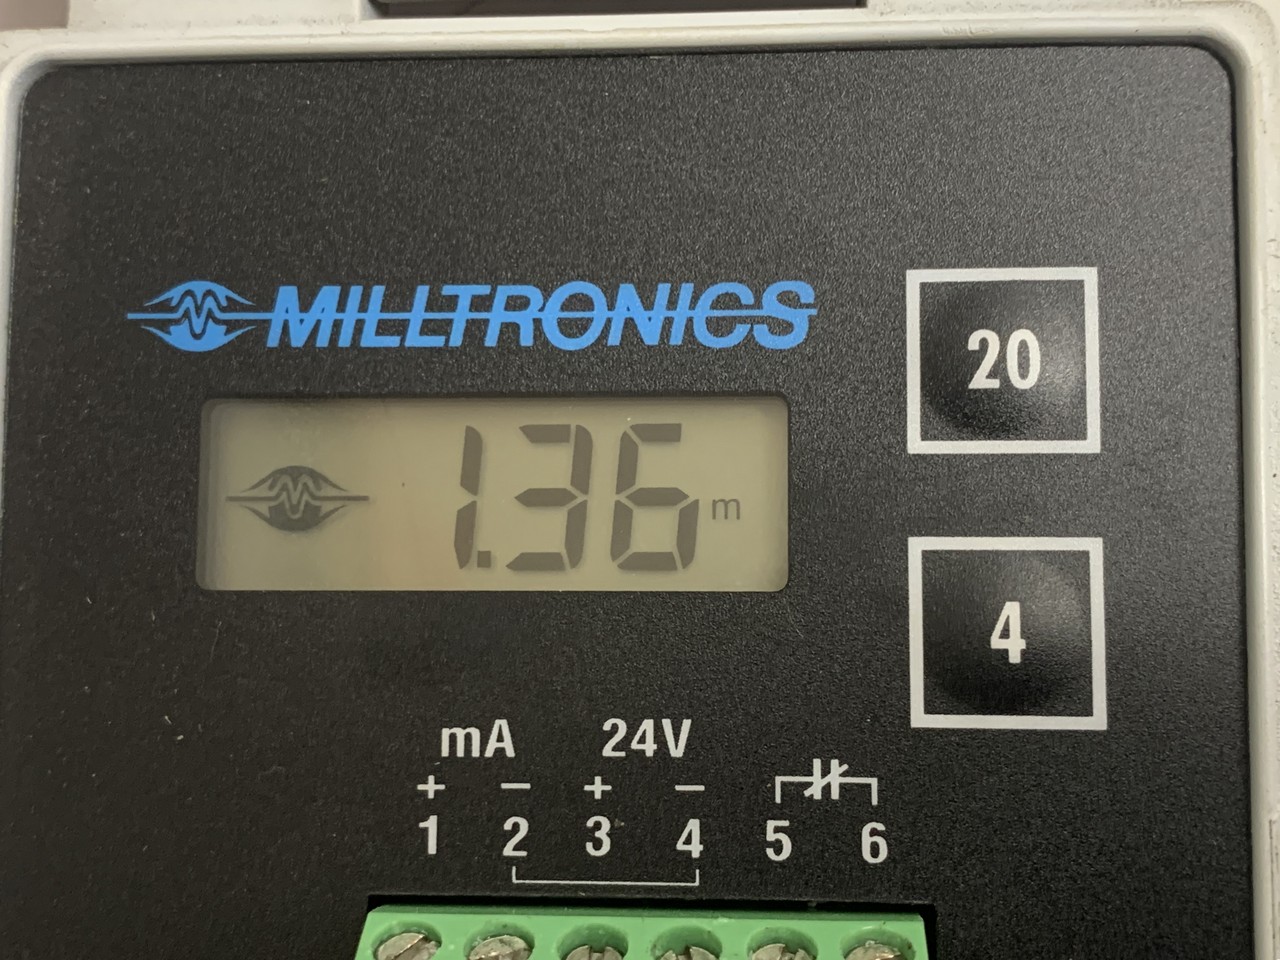 MILLTRONICS
20
1.36 m
4
mA 24V
+ – + –
1 2 3 4 5 6